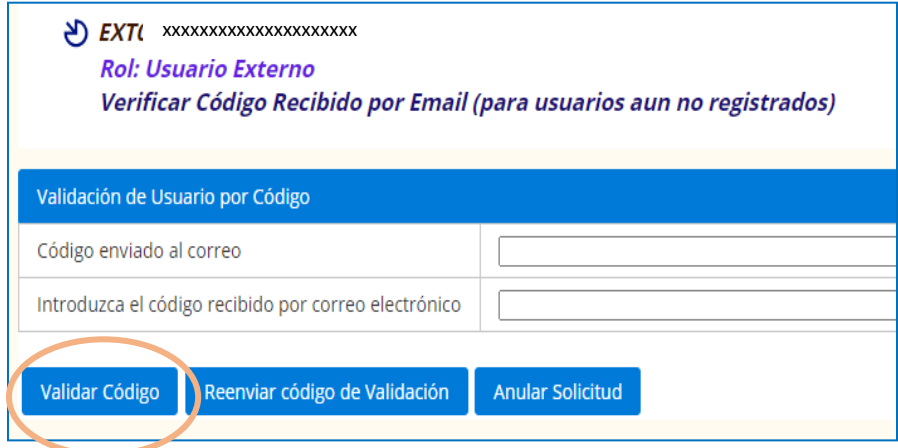 EXT xxxxxxxxxxxxxxxxxxxxx
Rol: Usuario Externo
Verificar Código Recibido por Email (para usuarios aun no registrados)
Validación de Usuario por Código
Código enviado al correo
Introduzca el código recibido por correo electrónico
Validar Código Reenviar código de Validación Anular Solicitud